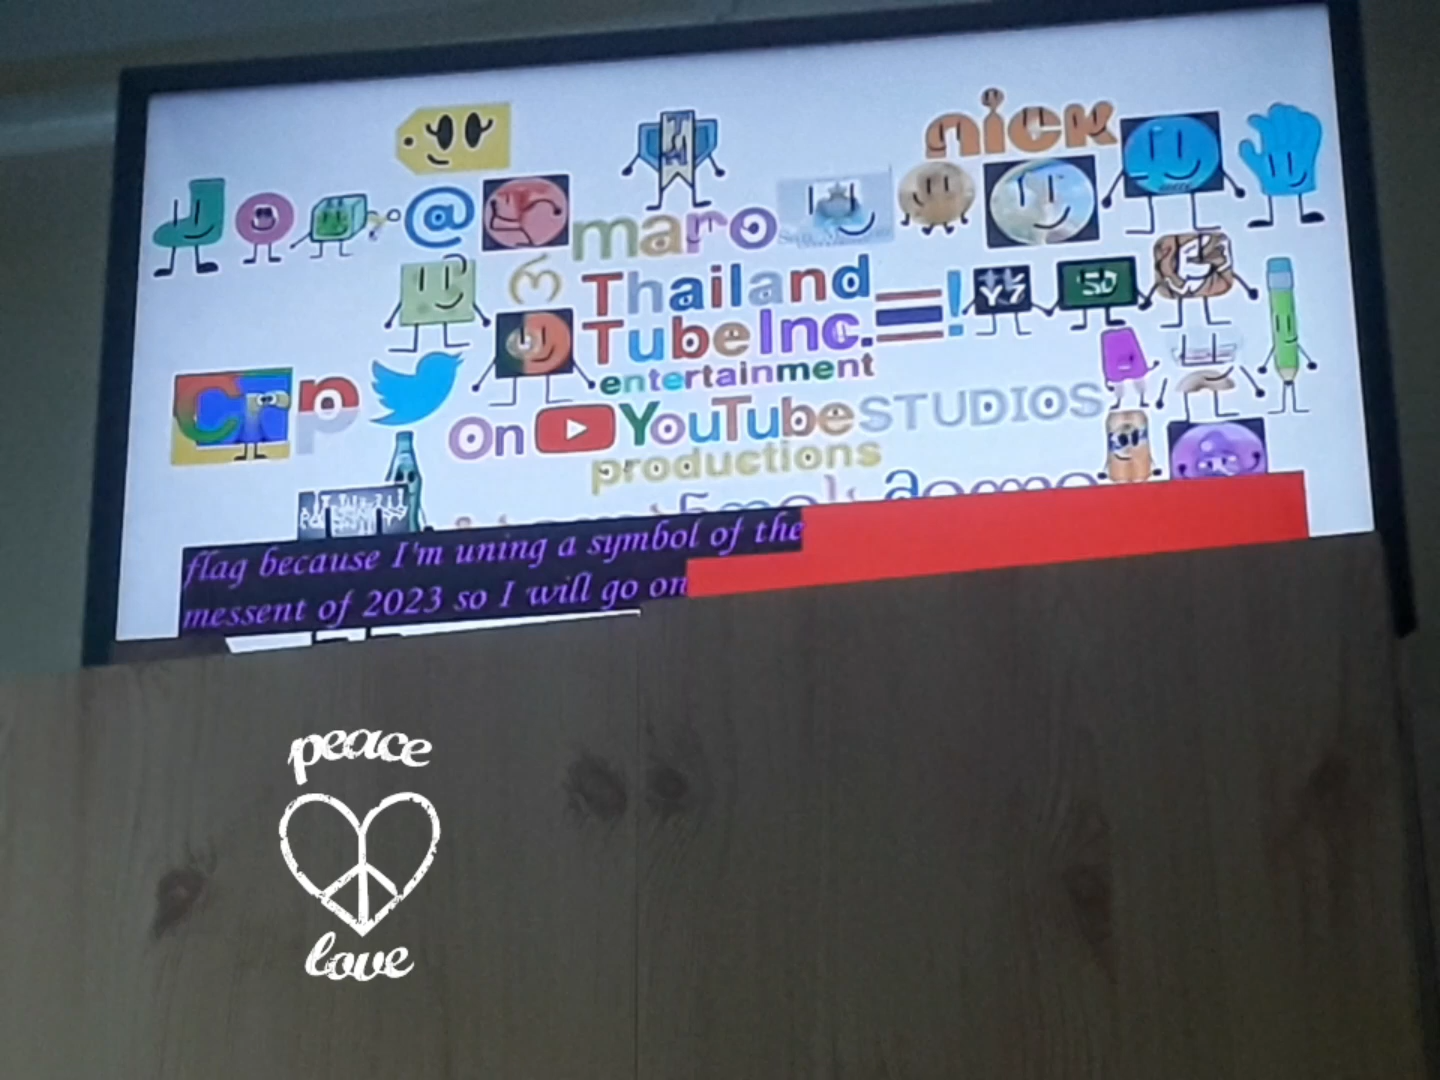 nick
@
maro
Thailand
TubeInc. !
Y7
entertainment
p
On YouTube STUDIOS
productions
flag because I'm uning a symbol of the
messent of 2023 so I will go on
peace
love